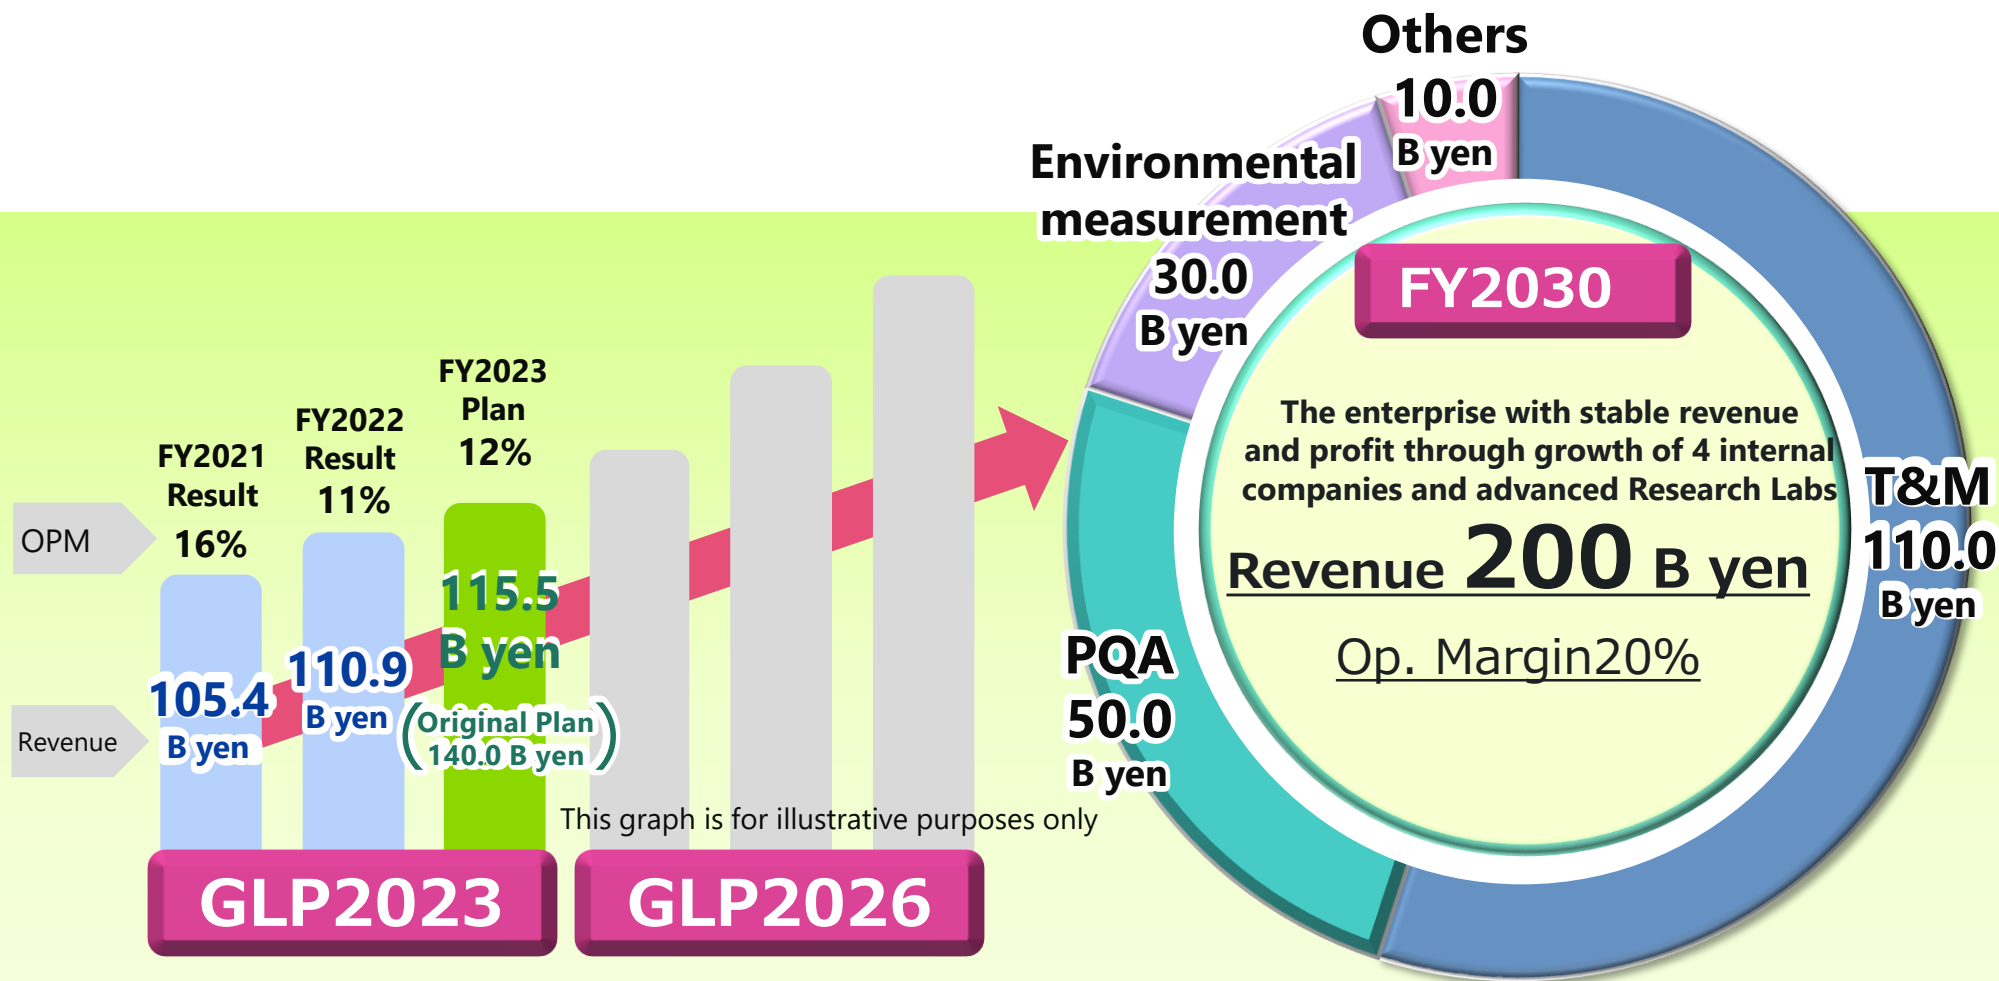 OPM
Revenue
FY2021
Result
16%
105.4
B yen
FY2022
Result
11%
110.9
B yen
FY2023
Plan
12%
115.5
B yen
(Original Plan
140.0 B yen)
This graph is for illustrative purposes only
GLP2023
GLP2026
Others
10.0
B yen
Environmental
measurement
30.0
B yen
PQA
50.0
B yen
T&M
110.0
B yen
FY2030
The enterprise with stable revenue
and profit through growth of 4 internal
companies and advanced Research Labs
Revenue 200 B yen
Op. Margin20%